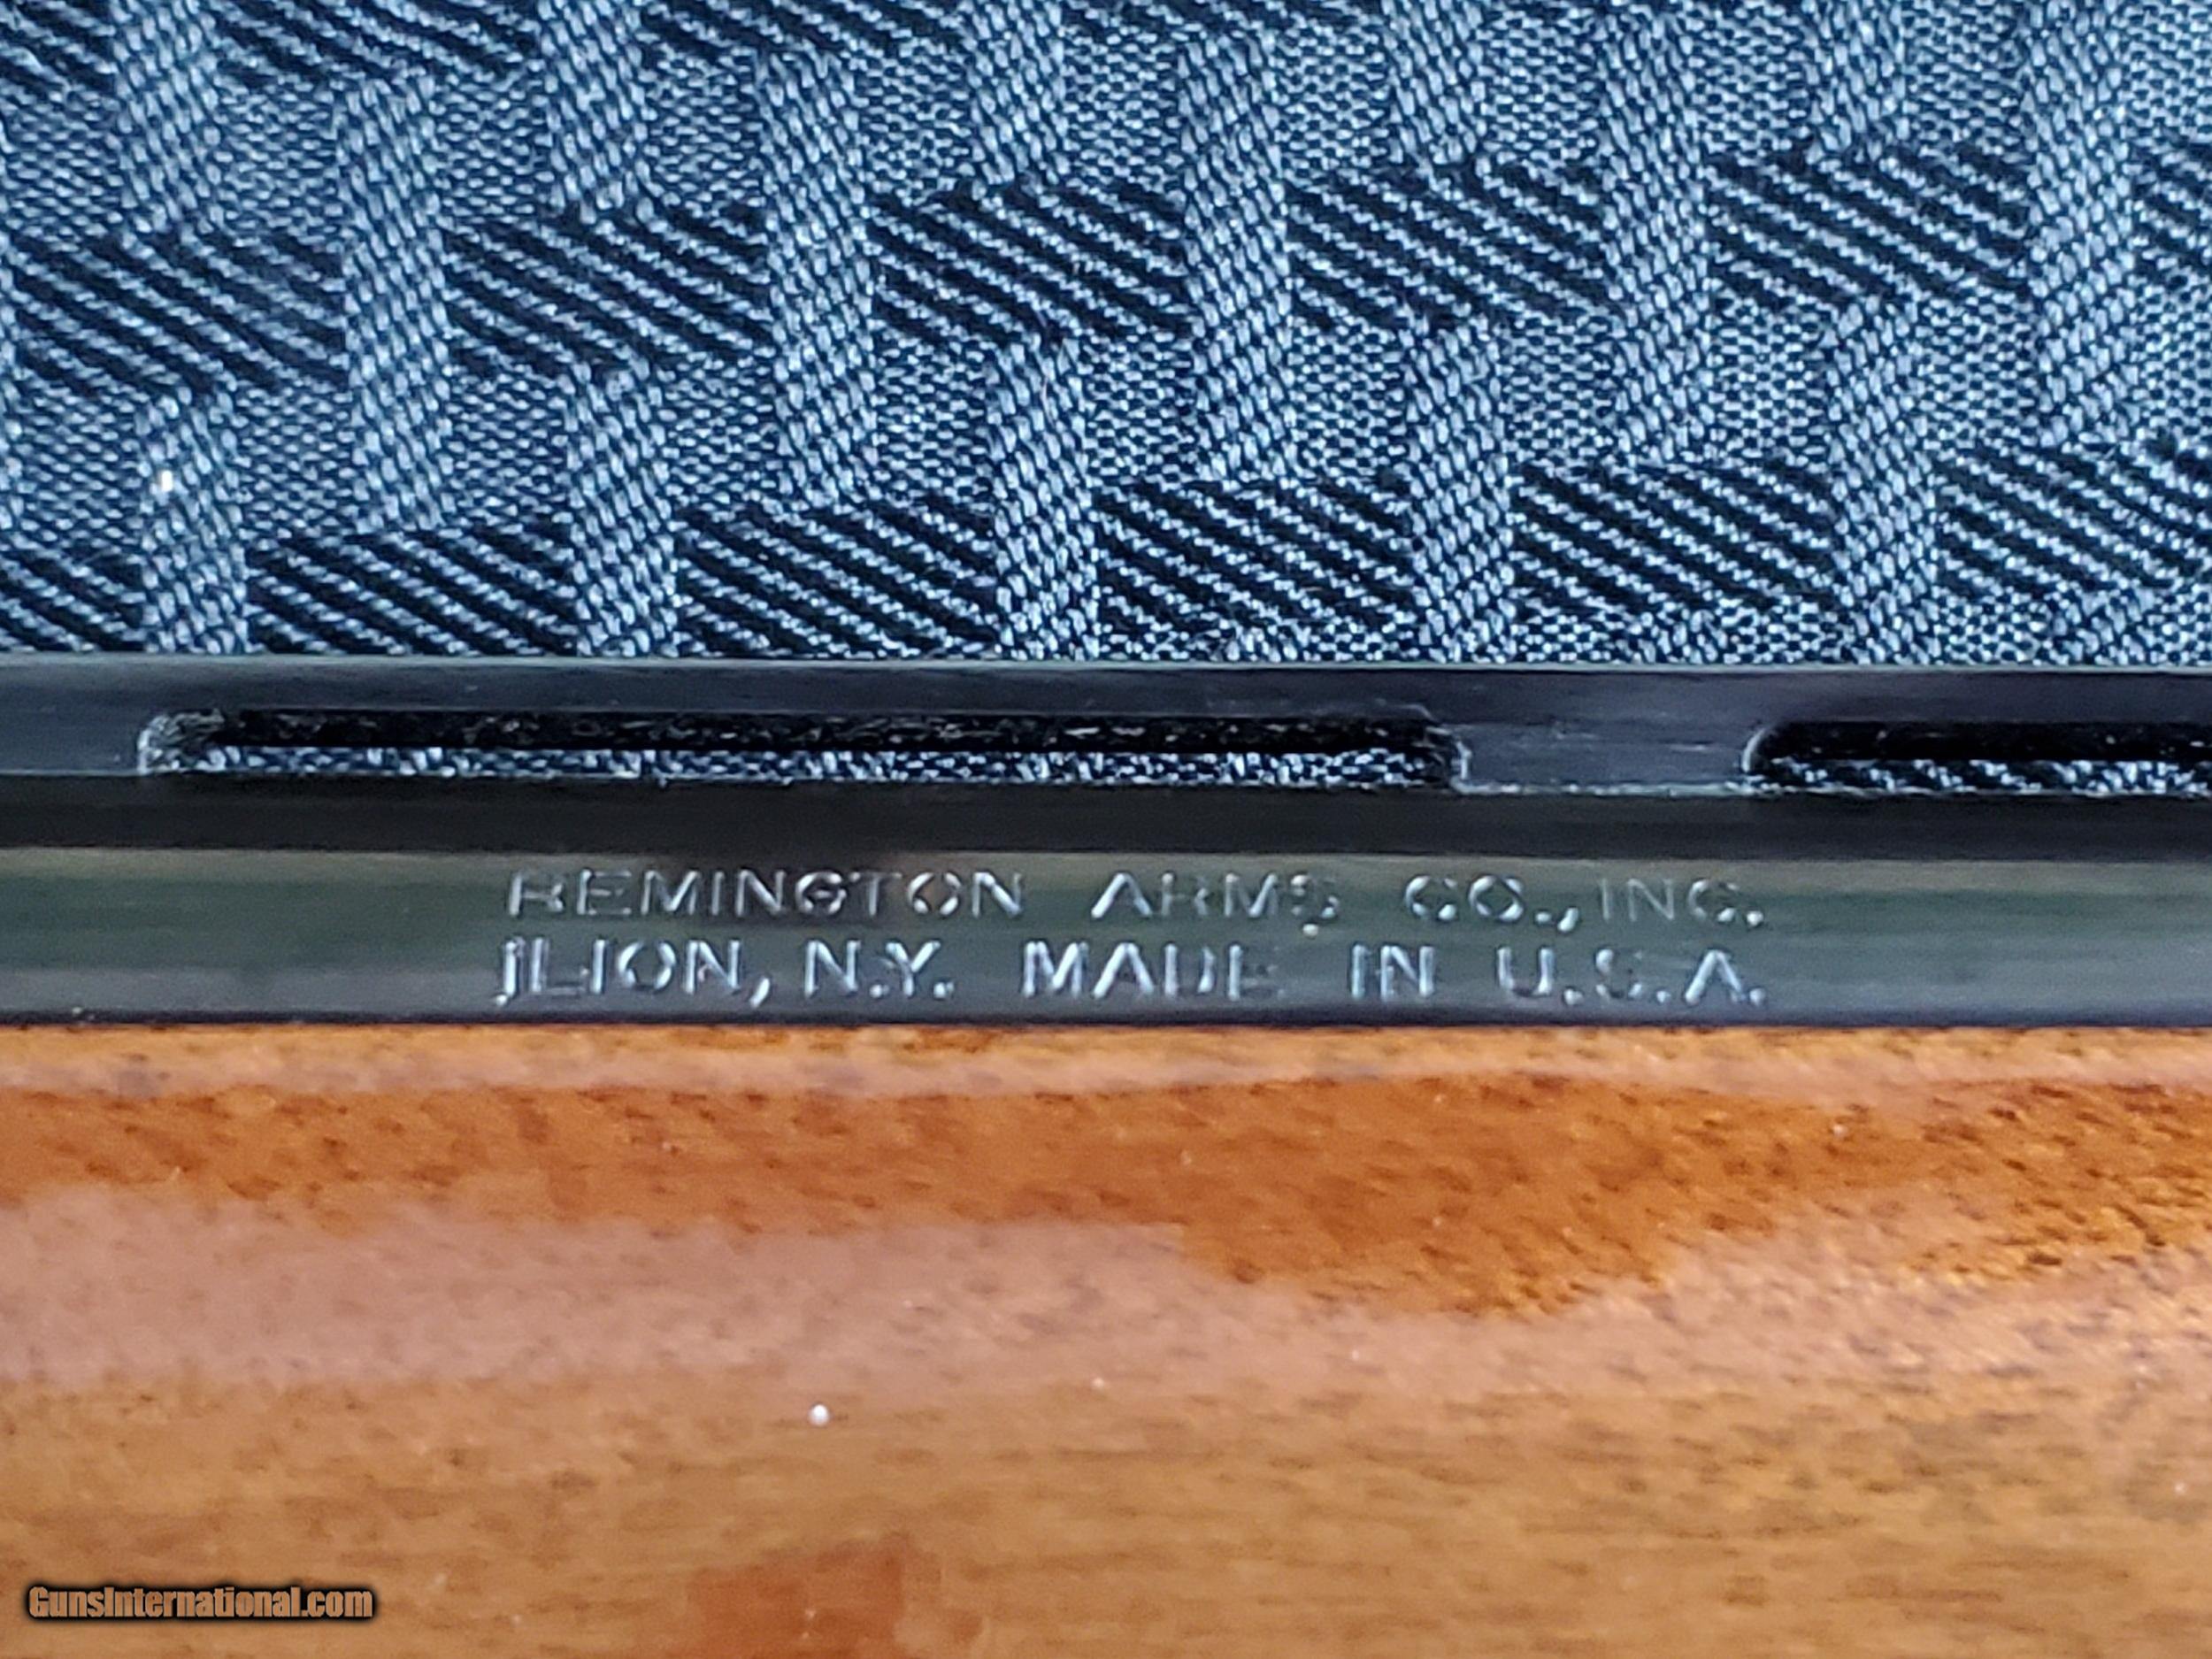 REMINGTON ARMS CO., INC.
ILION, N.Y. MADE IN U.S.A.
GunsInternational.com